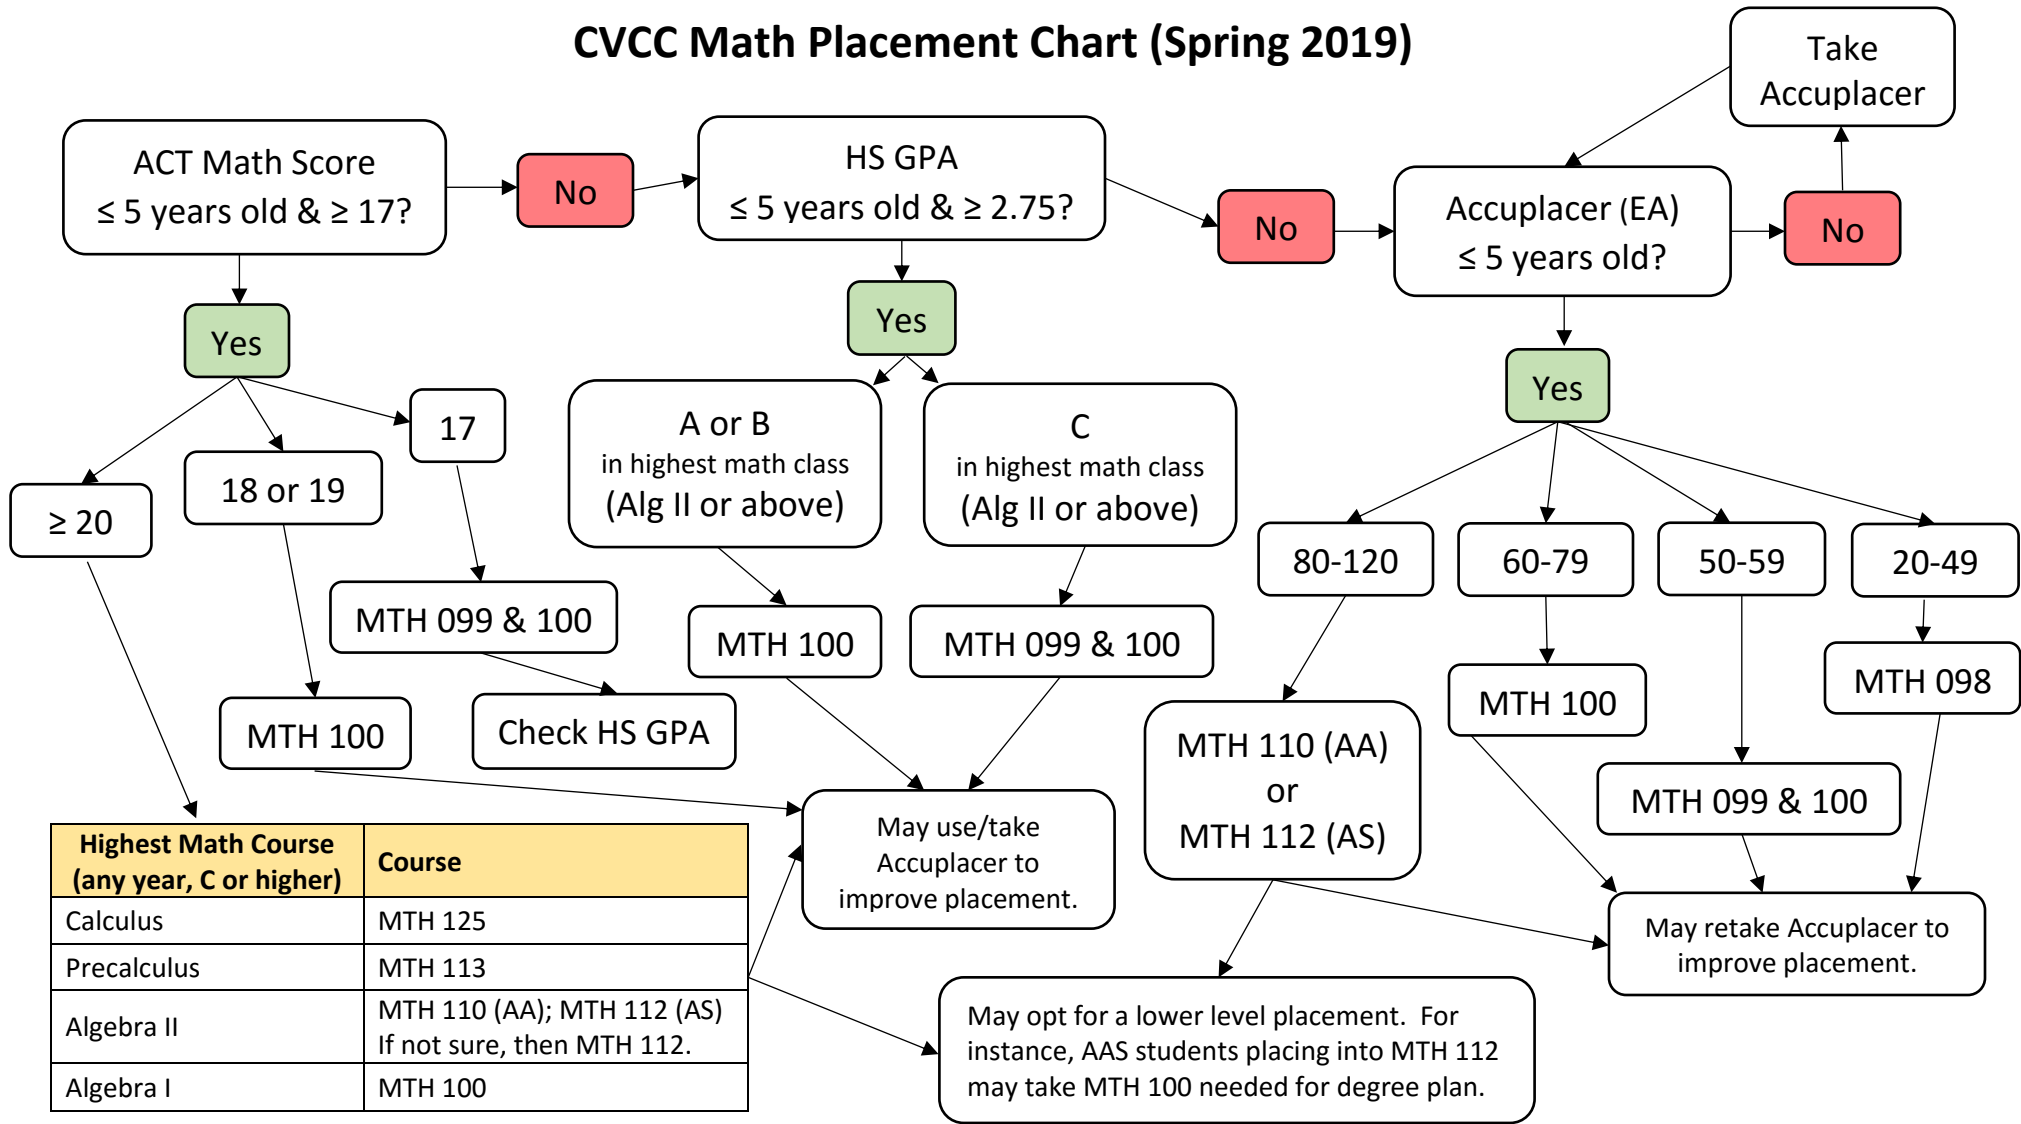 CVCC Math Placement Chart (Spring 2019)
Take
Accuplacer
ACT Math Score
≤ 5 years old & ≥ 17?
No
HS GPA
≤ 5 years old & ≥ 2.75?
No
Accuplacer (EA)
≤ 5 years old?
No
Yes
Yes
Yes
≥ 20
18 or 19
17
A or B
in highest math class
(Alg II or above)
C
in highest math class
(Alg II or above)
80-120
60-79
50-59
20-49
MTH 099 & 100
MTH 100
MTH 099 & 100
MTH 100
Check HS GPA
MTH 110 (AA)
or
MTH 112 (AS)
MTH 100
MTH 099 & 100
MTH 098
May use/take
Accuplacer to
improve placement.
May retake Accuplacer to
improve placement.
Highest Math Course
(any year, C or higher)
Course
Calculus
MTH 125
Precalculus
MTH 113
Algebra II
MTH 110 (AA); MTH 112 (AS)
If not sure, then MTH 112.
Algebra I
MTH 100
May opt for a lower level placement.  For
instance, AAS students placing into MTH 112
may take MTH 100 needed for degree plan.